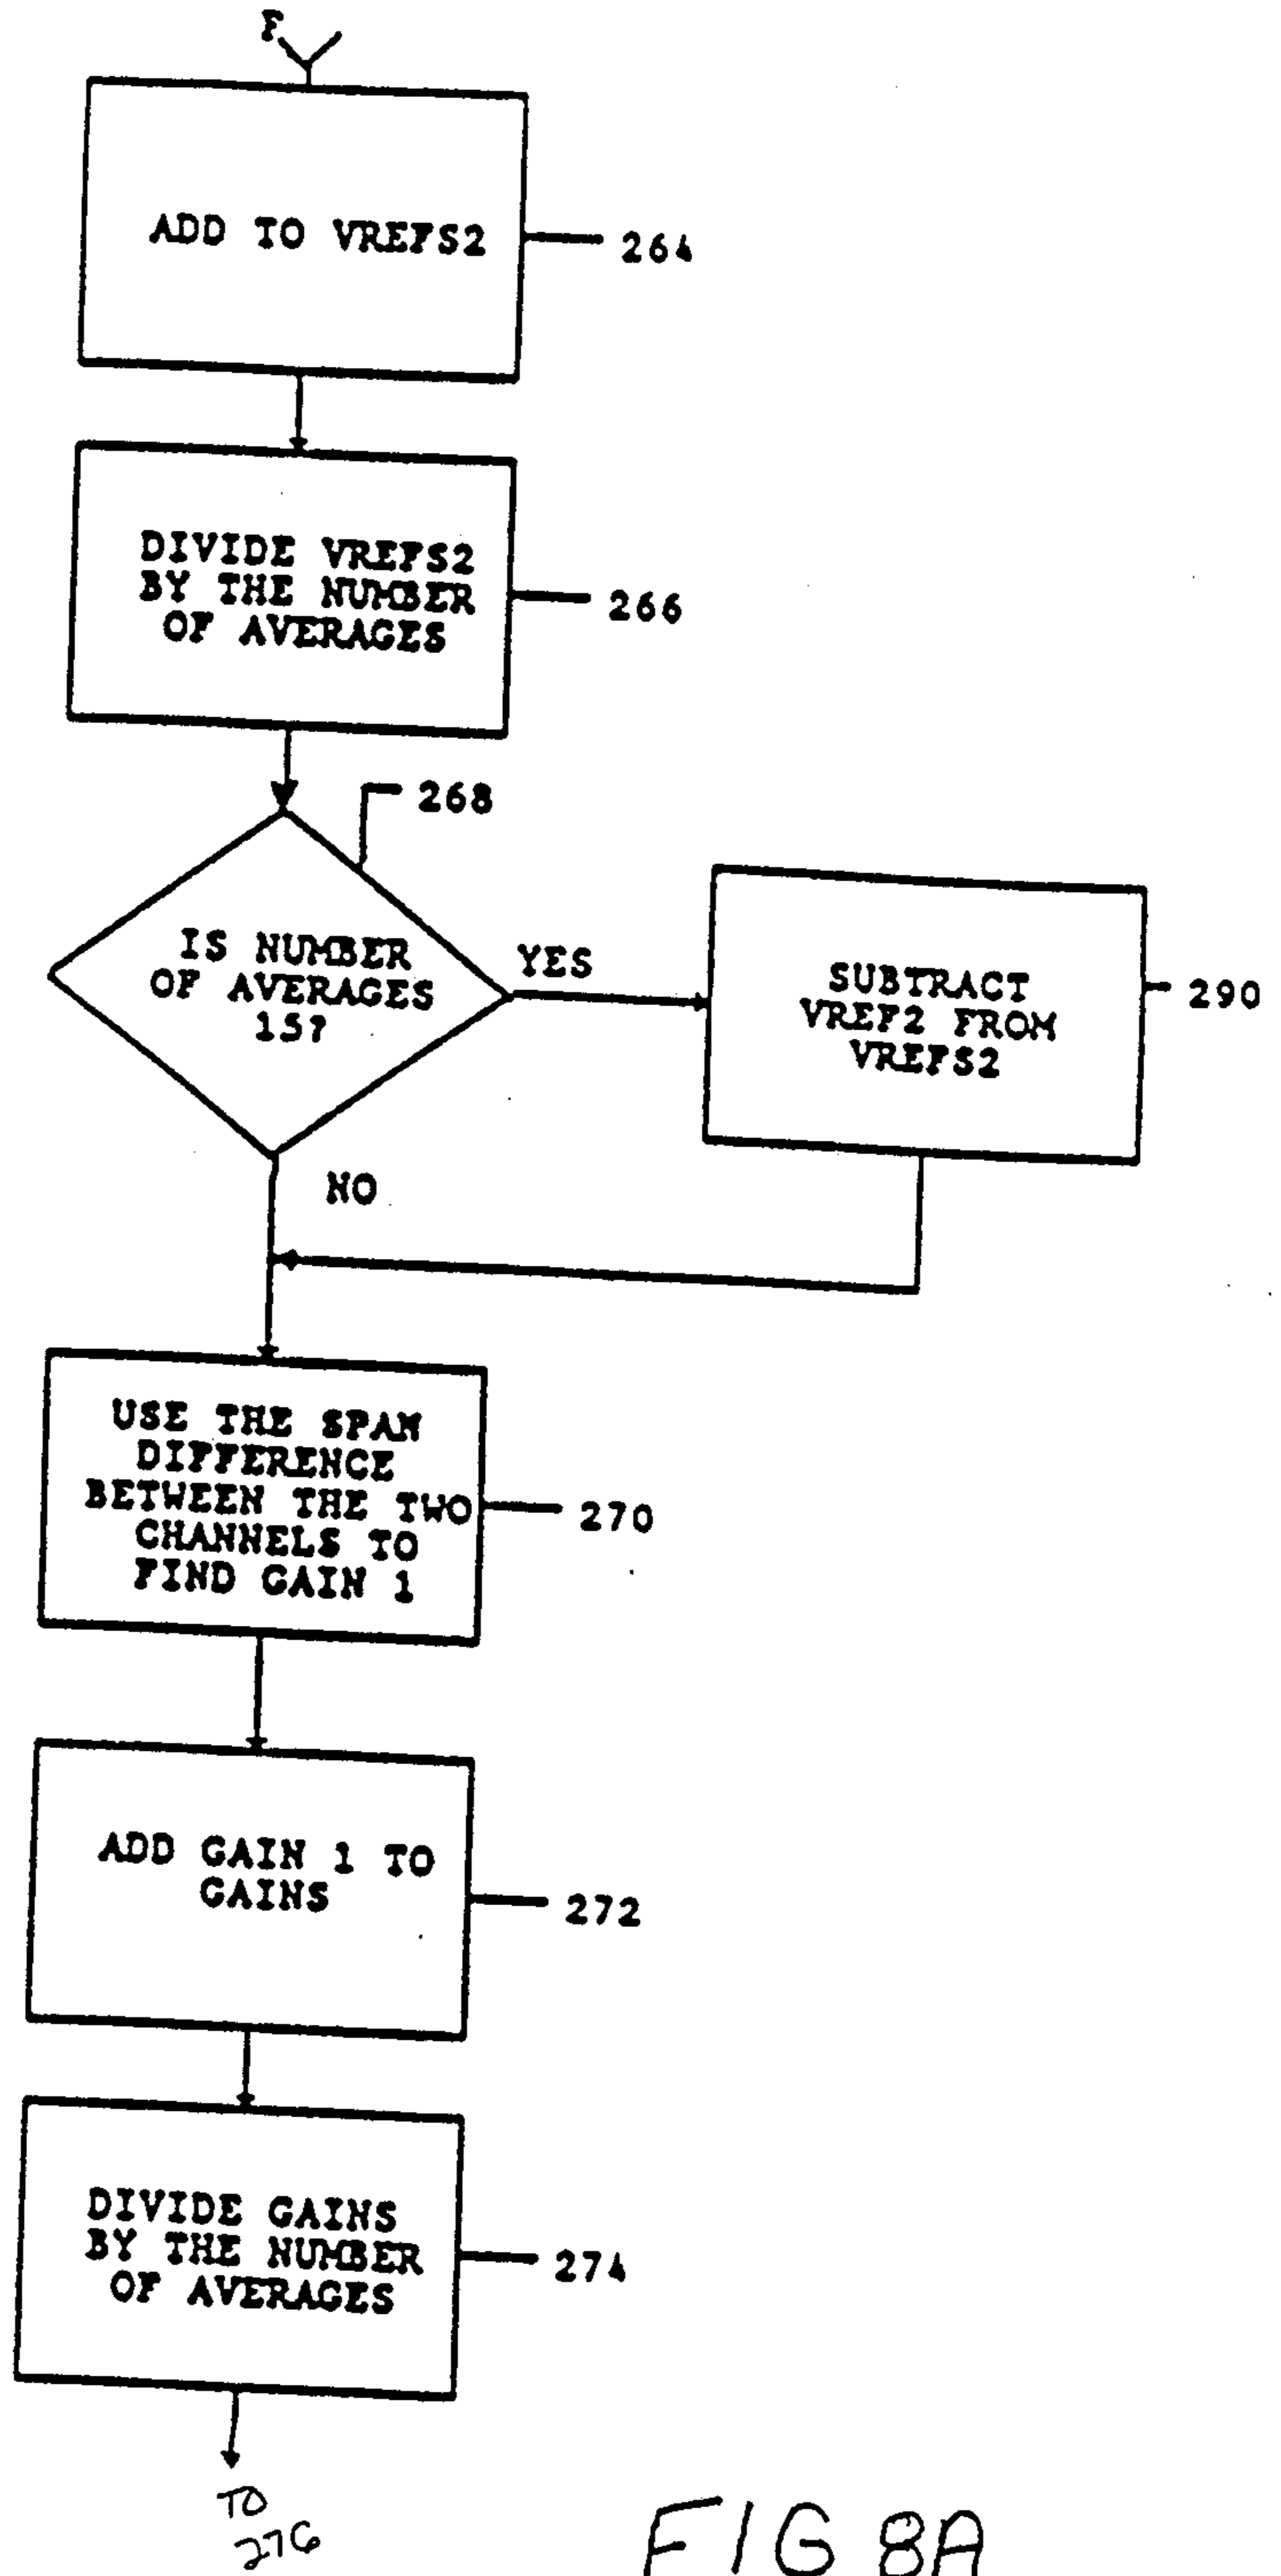 F
ADD TO VREFS2
264
DIVIDE VREFS2
BY THE NUMBER
OF AVERAGES
266
268
IS NUMBER
OF AVERAGES
15?
YES
SUBTRACT
VREF2 FROM
VREFS2
290
NO
USE THE SPAN
DIFFERENCE
BETWEEN THE TWO
CHANNELS TO
FIND GAIN 1
270
ADD GAIN 1 TO
GAINS
272
DIVIDE GAINS
BY THE NUMBER
OF AVERAGES
274
TO
276
FIG 8A